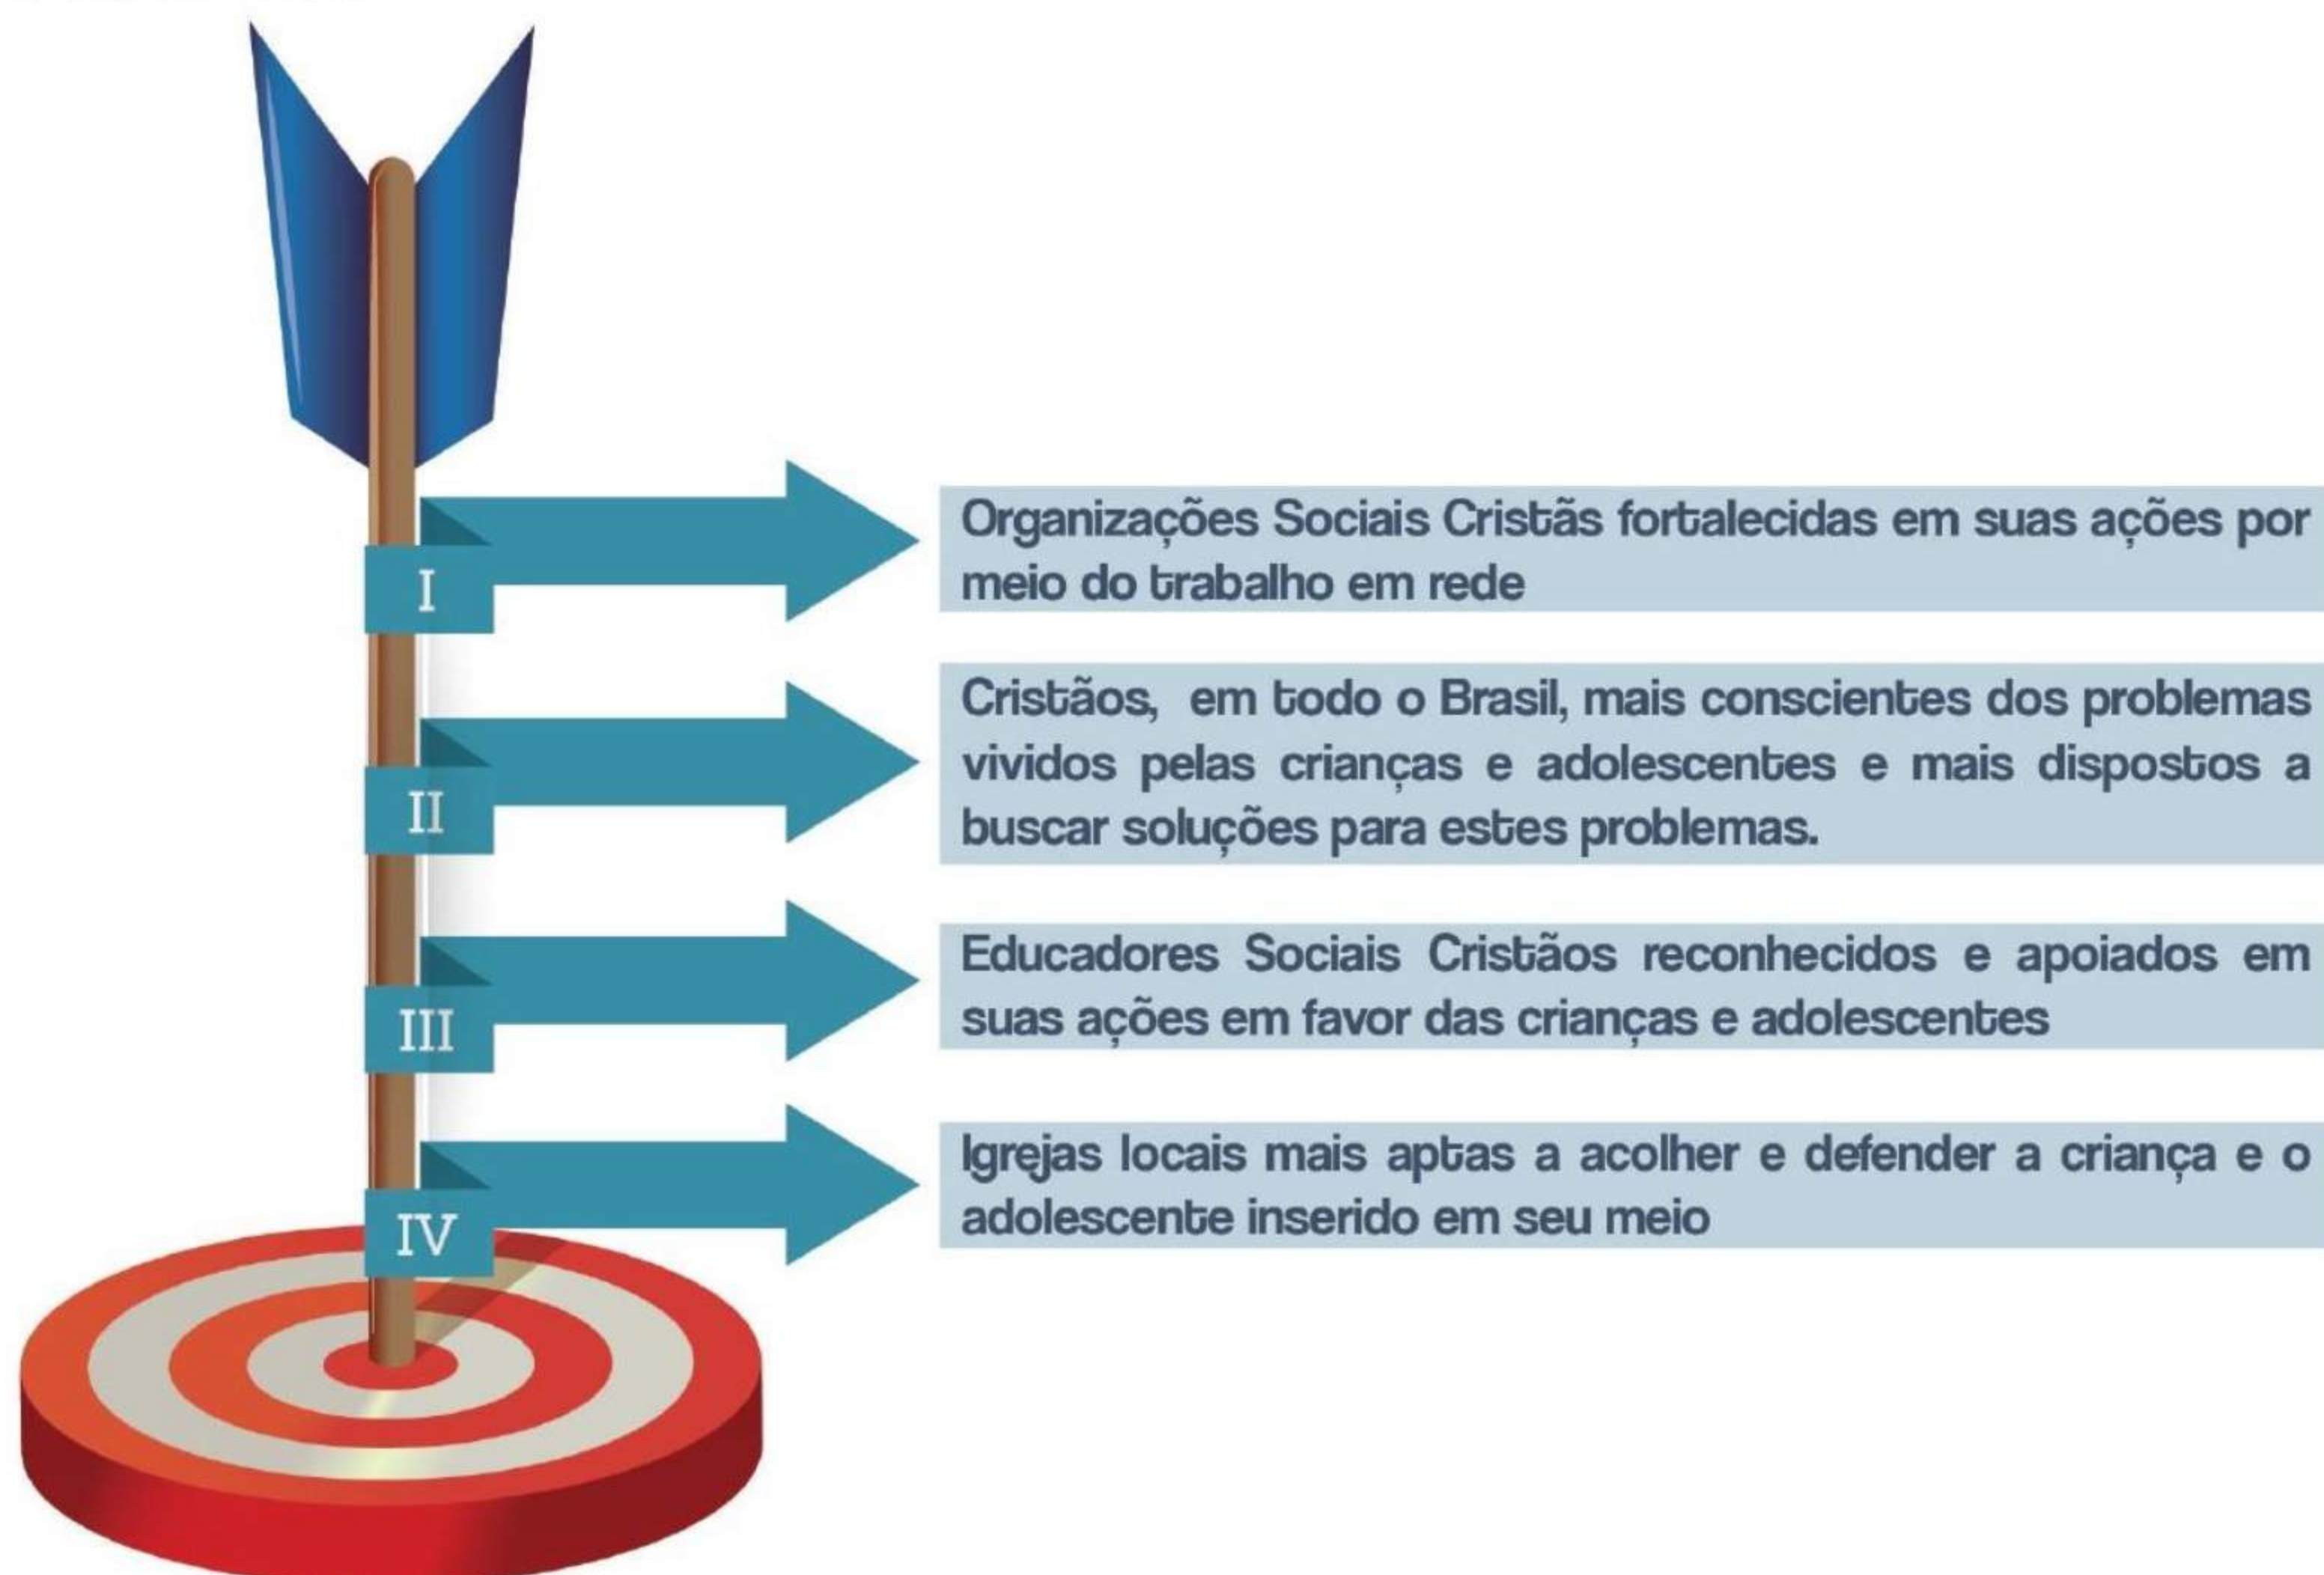 I
Organizações Sociais Cristãs fortalecidas em suas ações por
meio do trabalho em rede
II
Cristãos, em todo o Brasil, mais conscientes dos problemas
vividos pelas crianças e adolescentes e mais dispostos a
buscar soluções para estes problemas.
III
Educadores Sociais Cristãos reconhecidos e apoiados em
suas ações em favor das crianças e adolescentes
IV
Igrejas locais mais aptas a acolher e defender a criança e o
adolescente inserido em seu meio